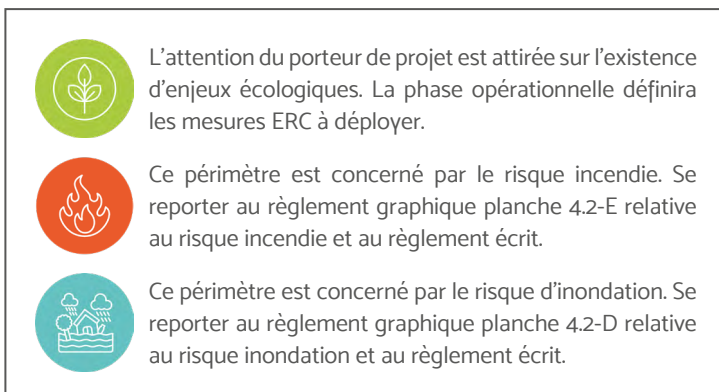 L'attention du porteur de projet est attirée sur l'existence
d'enjeux écologiques. La phase opérationnelle définira
les mesures ERC à déployer.
Ce périmètre est concerné par le risque incendie. Se
reporter au règlement graphique planche 4.2-E relative
au risque incendie et au règlement écrit.
Ce périmètre est concerné par le risque d'inondation. Se
reporter au règlement graphique planche 4.2-D relative
au risque inondation et au règlement écrit.